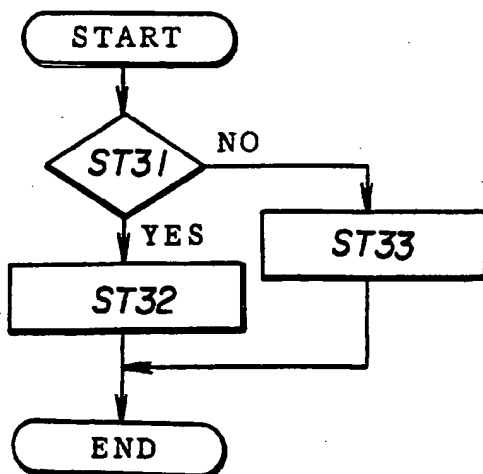 START
ST31
NO
YES
ST33
ST32
END